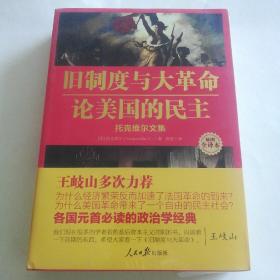 旧制度与大革命
论美国的民主
托克维尔文集
全译本
王岐山多次力荐
为什么经济繁荣反而加速了法国革命的到来?
为什么美国革命带来了一个自由的民主社会?
各国元首必读的政治学经典
王岐山
人民日报出版社